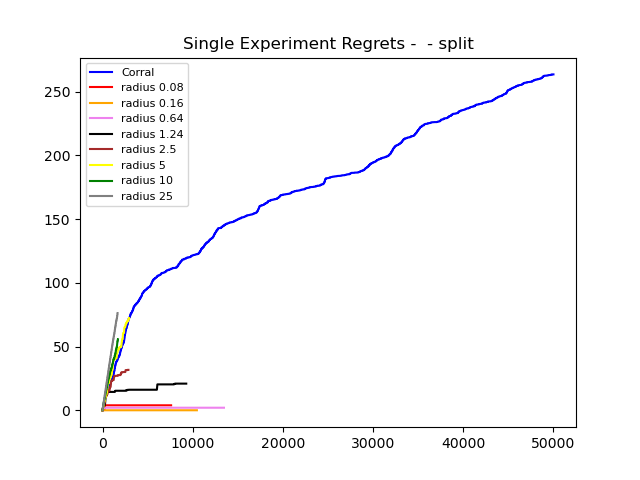 Single Experiment Regrets -  - split
Corral
radius 0.08
radius 0.16
radius 0.64
radius 1.24
radius 2.5
radius 5
radius 10
radius 25
250
200
150
100
50
0
0 10000 20000 30000 40000 50000